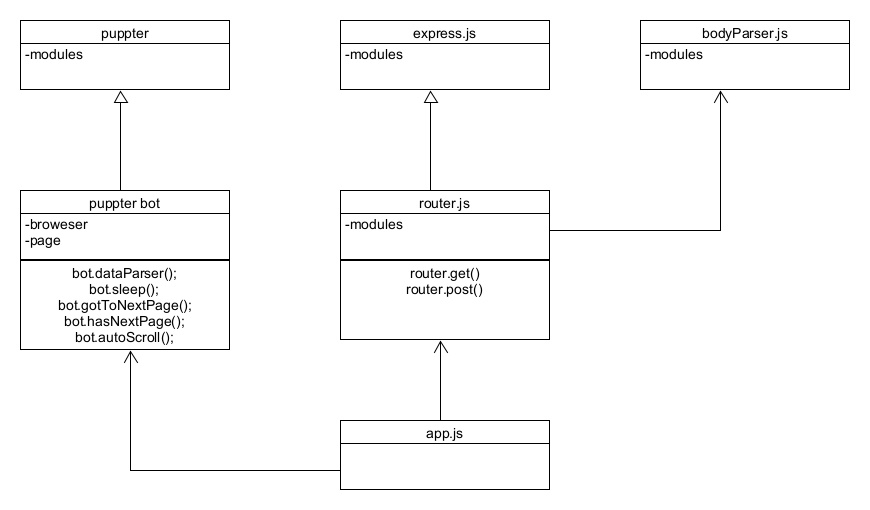 puppter
-modules
express.js
-modules
bodyParser.js
-modules
puppter bot
-broweser
-page
bot.dataParser();
bot.sleep();
bot.gotToNextPage();
bot.hasNextPage();
bot.autoScroll();
router.js
-modules
router.get()
router.post()
app.js